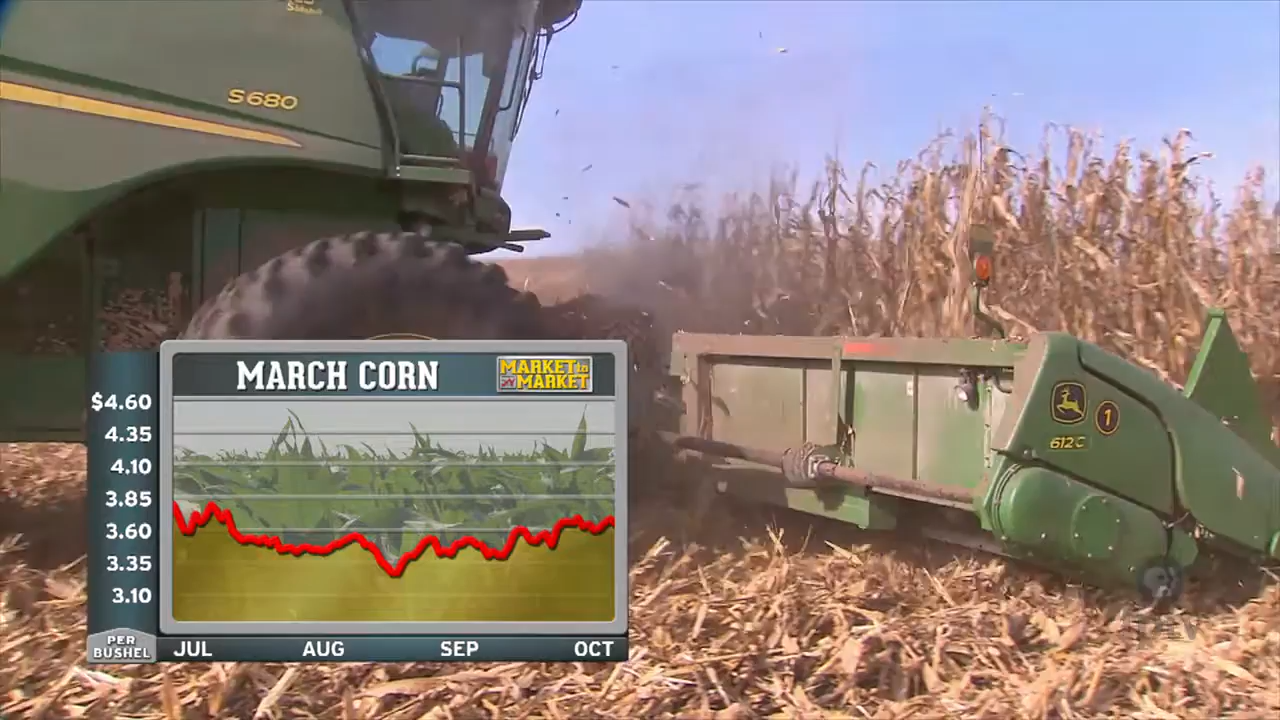 S680
MARCH CORN
MARKET to
MARKET
$4.60
4.35
4.10
3.85
3.60
3.35
3.10
PER
BUSHEL
JUL AUG SEP OCT
1
612C